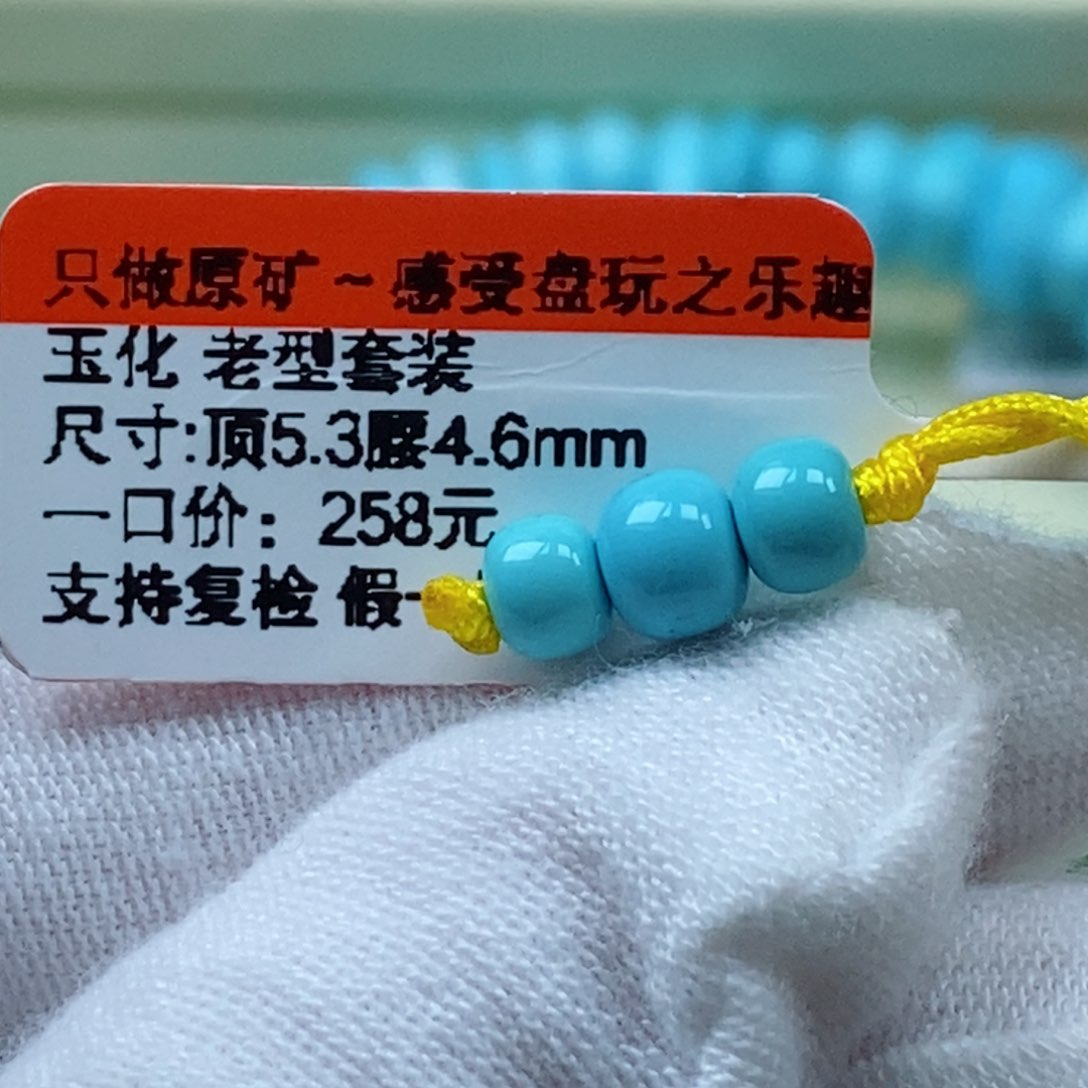 只做原矿~感受盘玩之乐趣
玉化 老型套装
尺寸:顶5.3腰4.6mm
一口价：258元
支持复检 假一